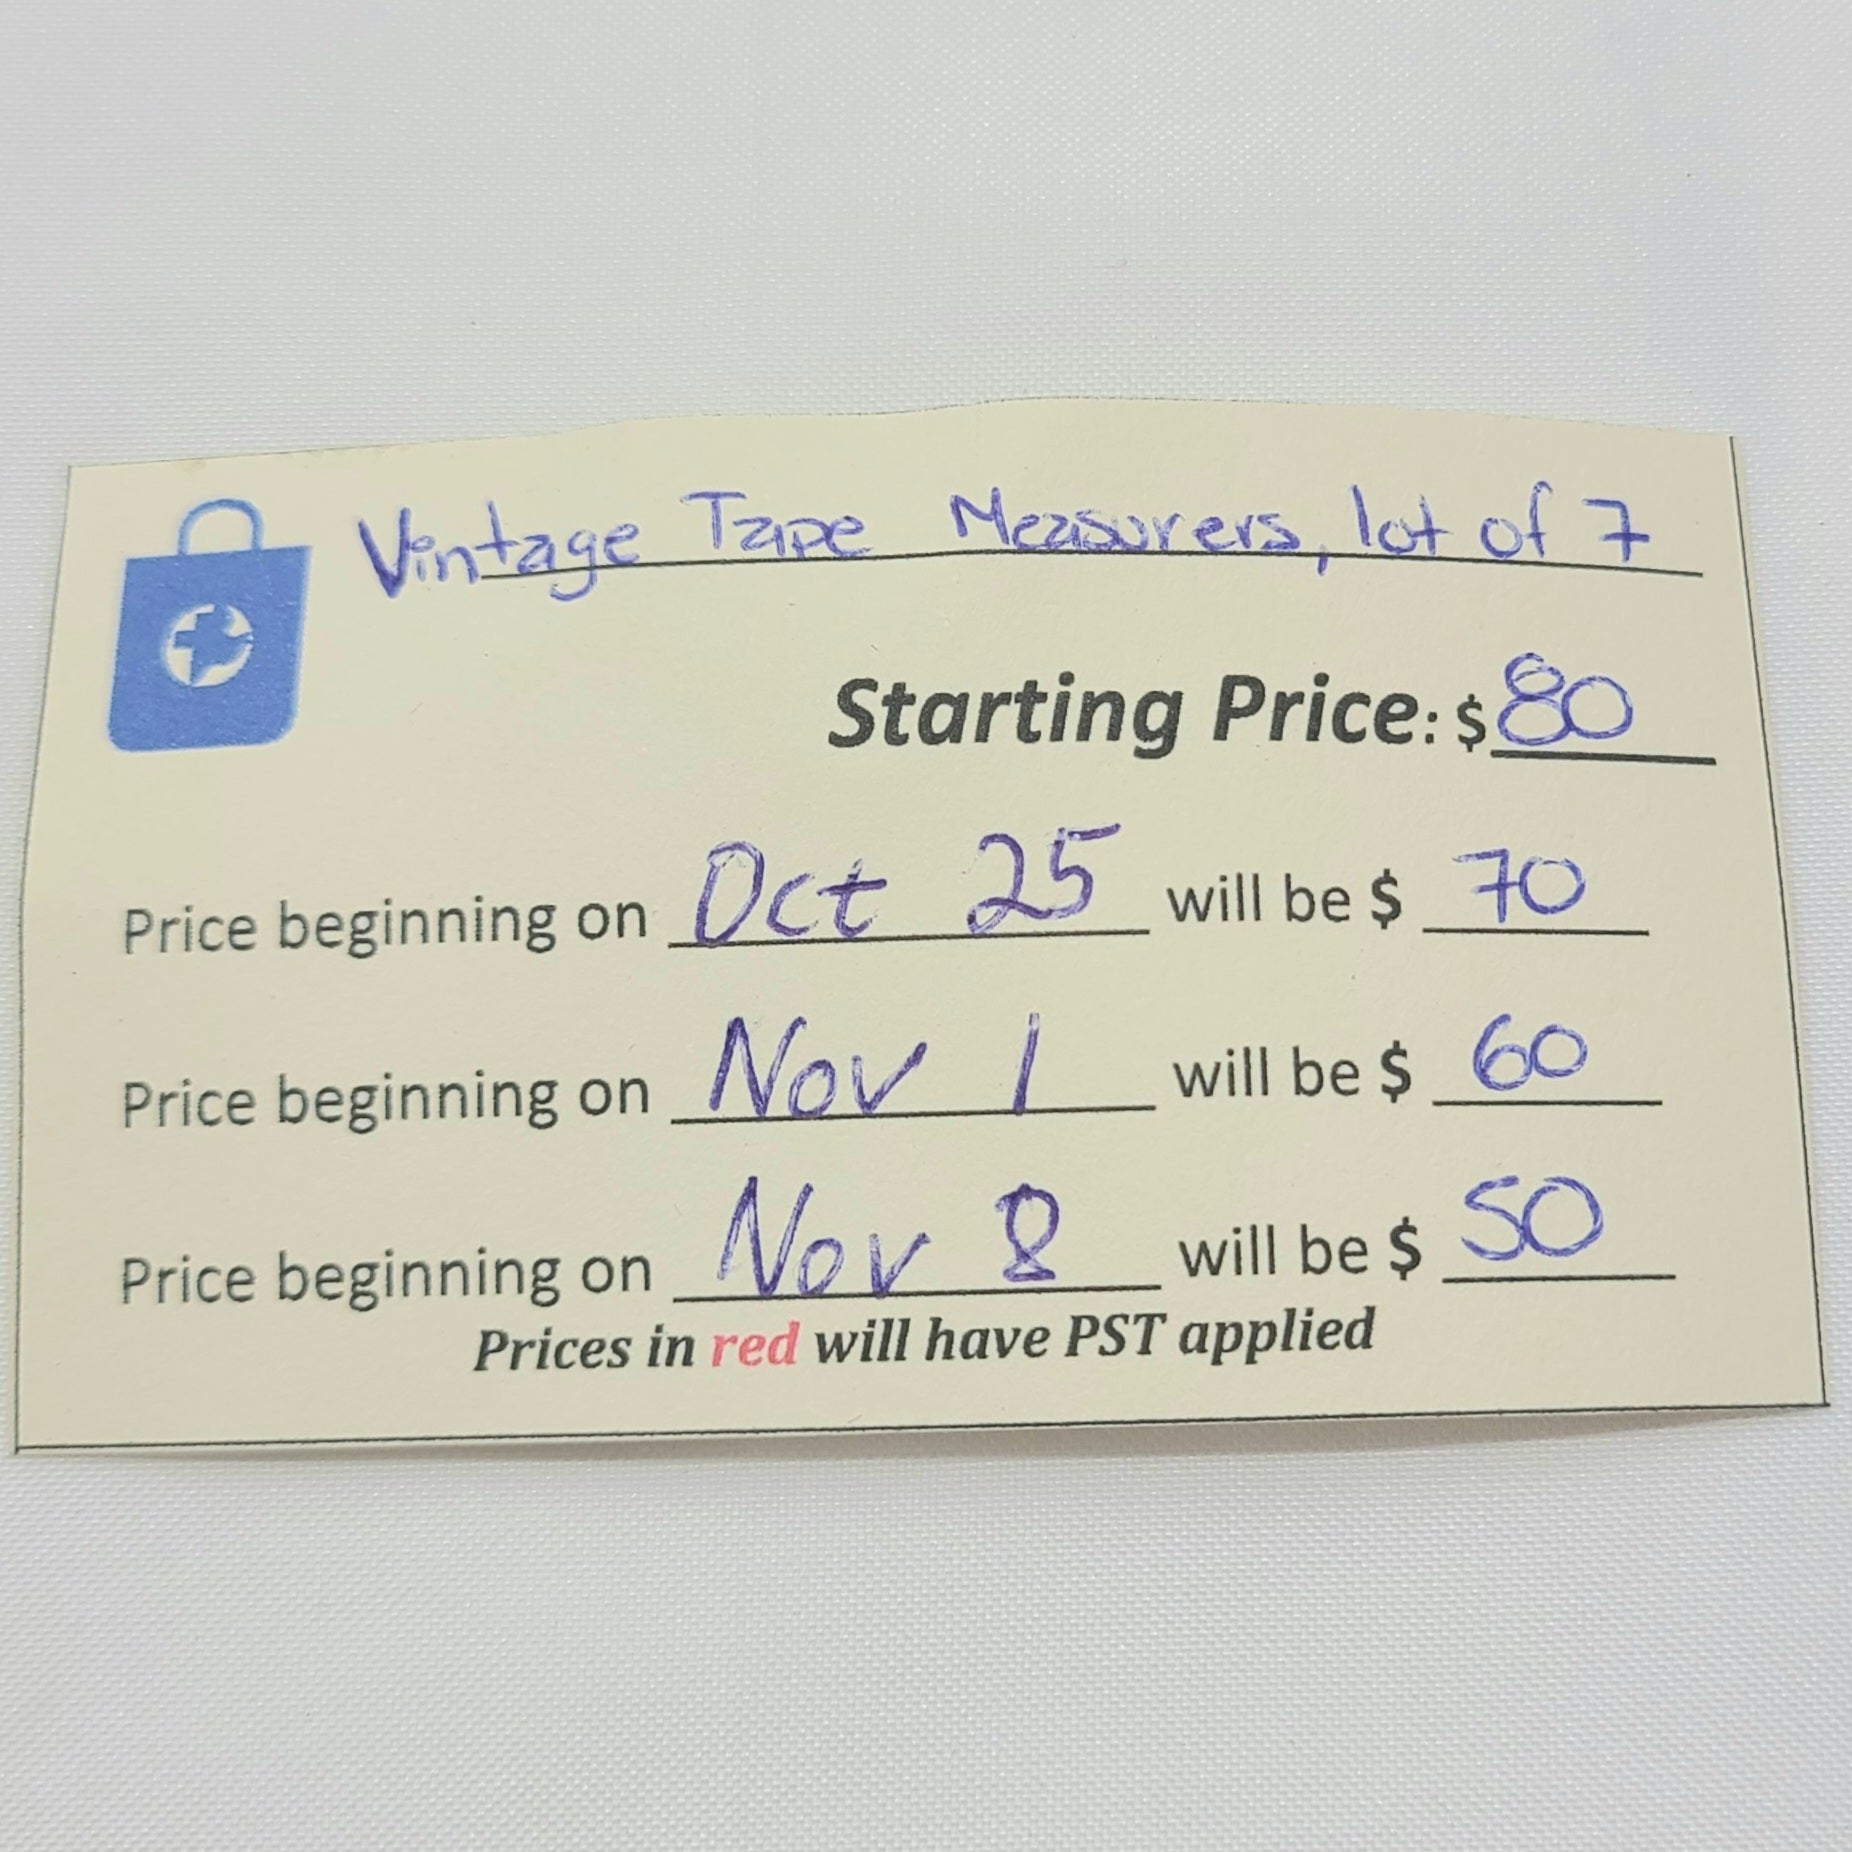 Vintage Tape Measurers, lot of 7
Starting Price: $80
Price beginning on Oct 25 will be $ 70
Price beginning on Nov 1 will be $ 60
Price beginning on Nov 8 will be $ 50
Prices in red will have PST applied